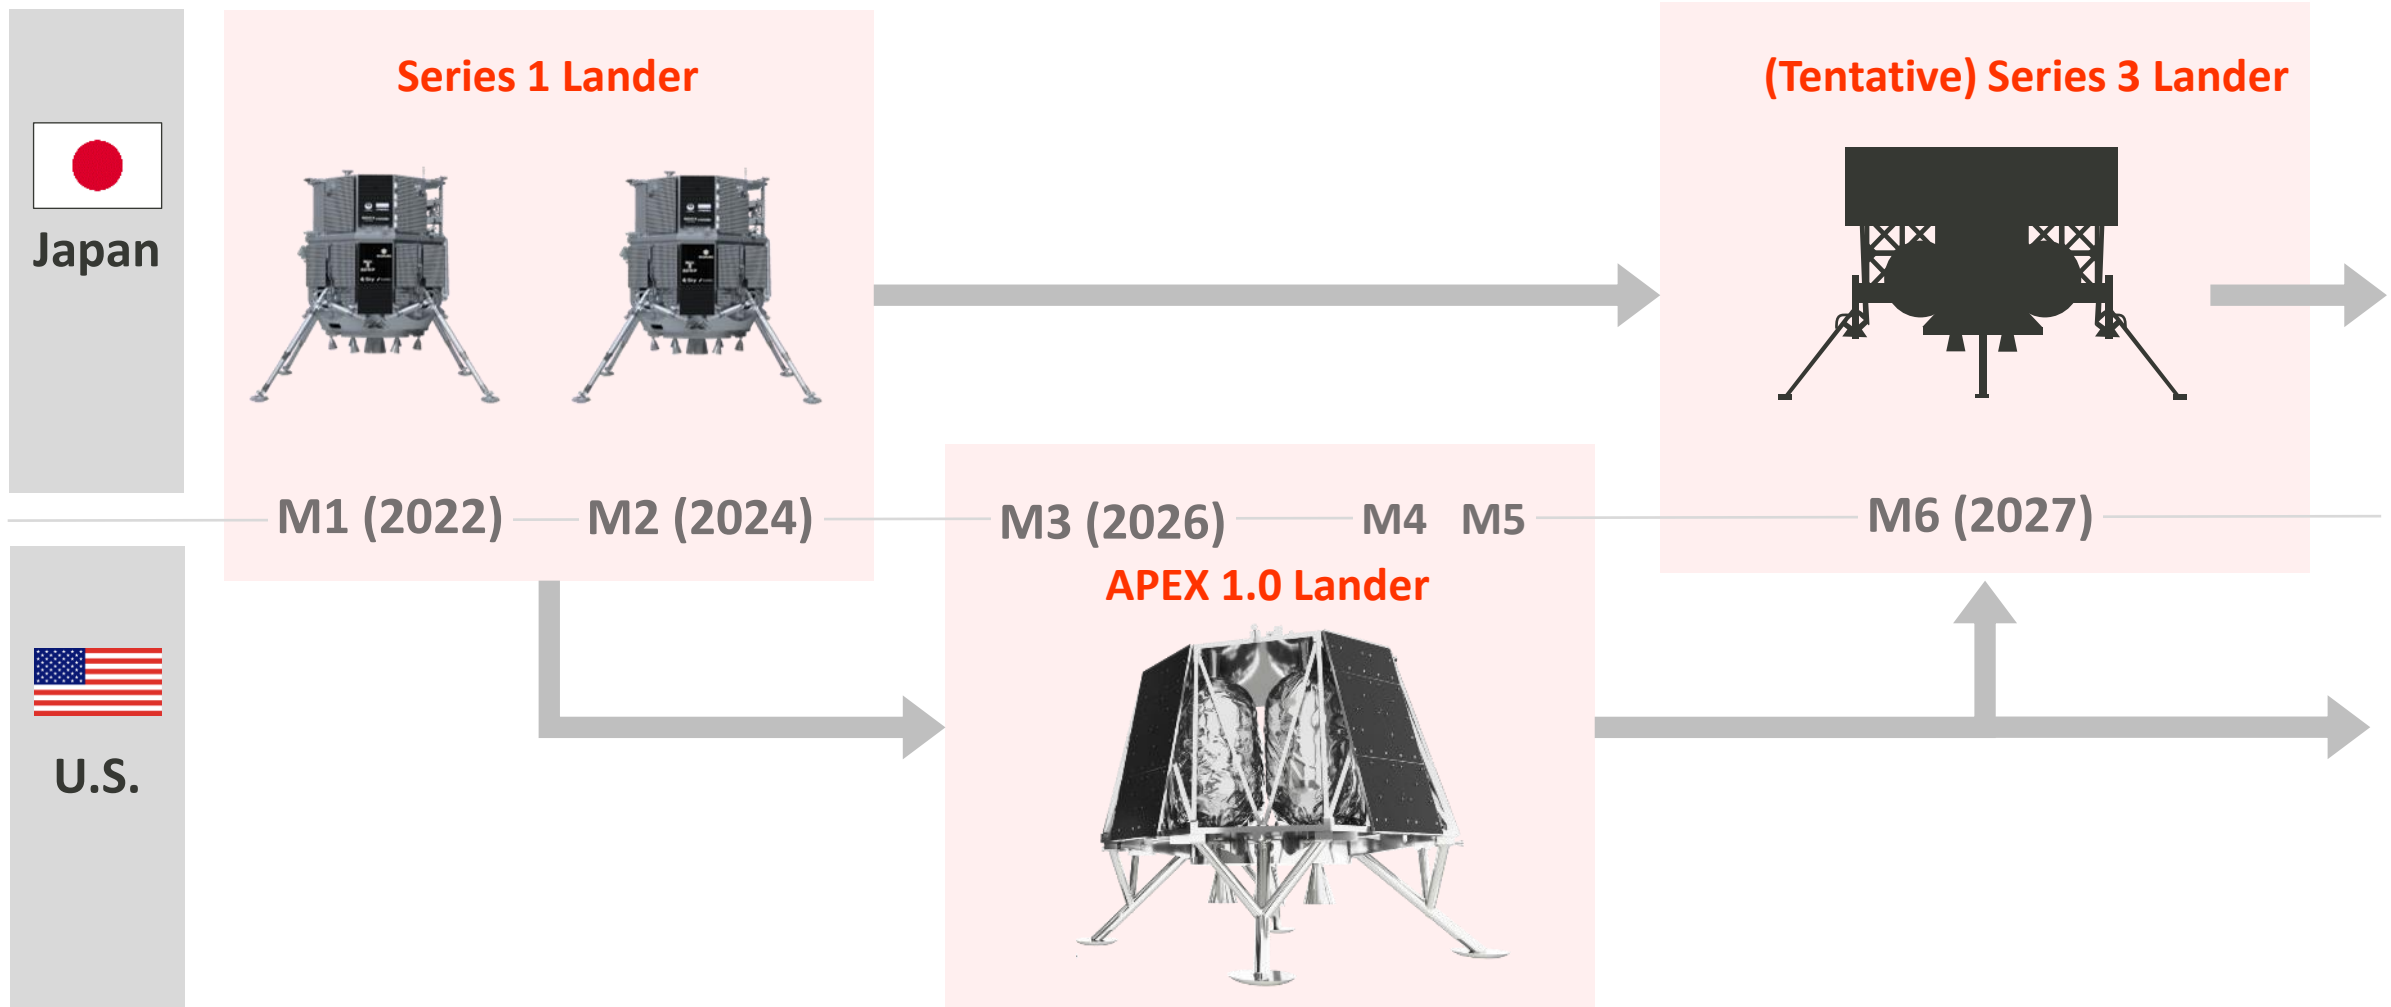 Series 1 Lander
(Tentative) Series 3 Lander
Japan
M1 (2022)
M2 (2024)
M3 (2026)
M4
M5
M6 (2027)
APEX 1.0 Lander
U.S.